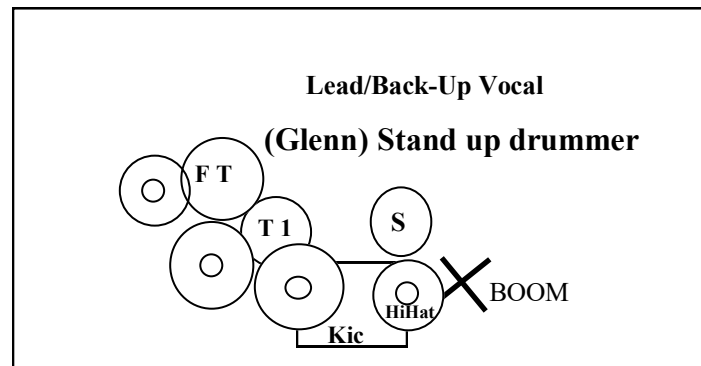 Lead/Back-Up Vocal
(Glenn) Stand up drummer
F T
T 1
S
BOOM
HiHat
Kic